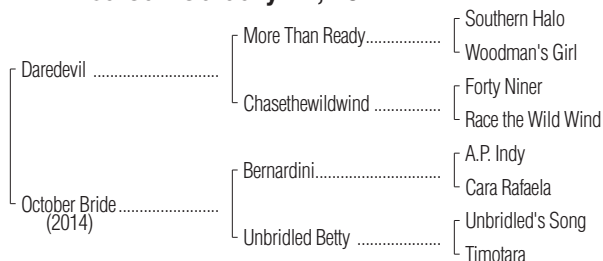 Southern Halo
More Than Ready
Woodman's Girl
Daredevil
Forty Niner
Chasethewildwind
Race the Wild Wind
A.P. Indy
Bernardini
Cara Rafaela
October Bride
(2014)
Unbridled's Song
Unbridled Betty
Timotara